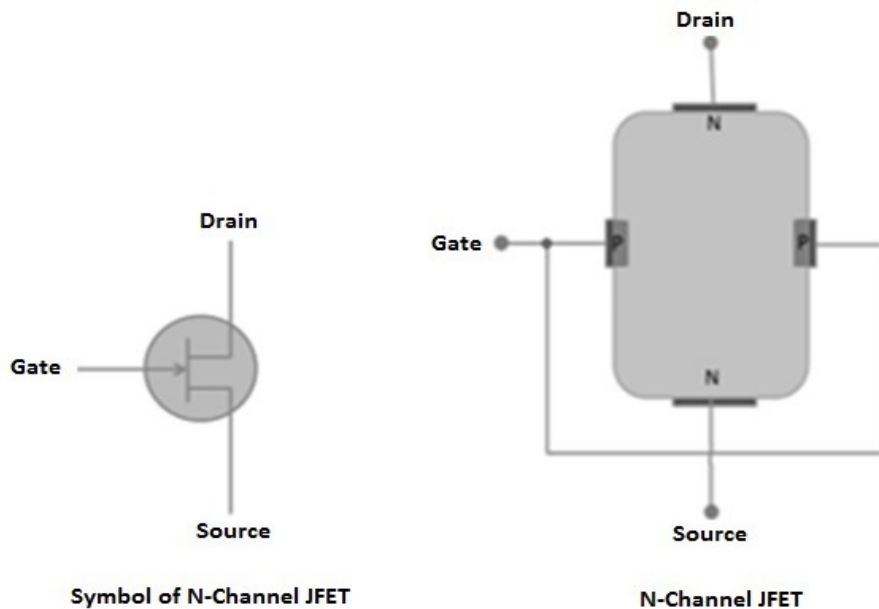 Drain
Gate
Source
Symbol of N-Channel JFET
Drain
N
Gate
P
P
N
Source
N-Channel JFET